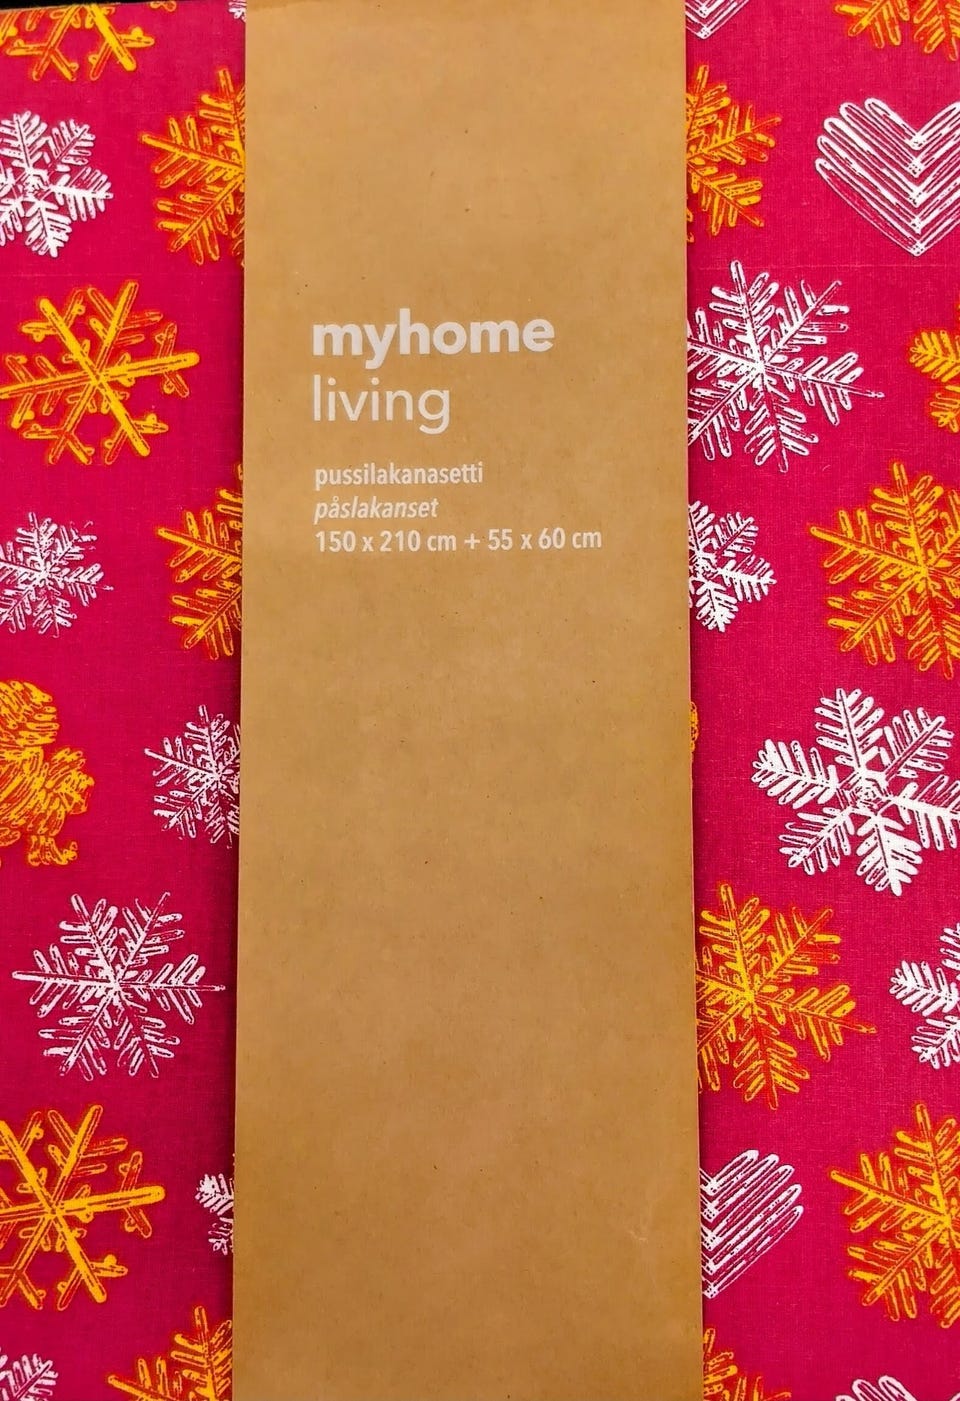 myhome
living
pussilakanasetti
påslakanset
150 x 210 cm + 55 x 60 cm